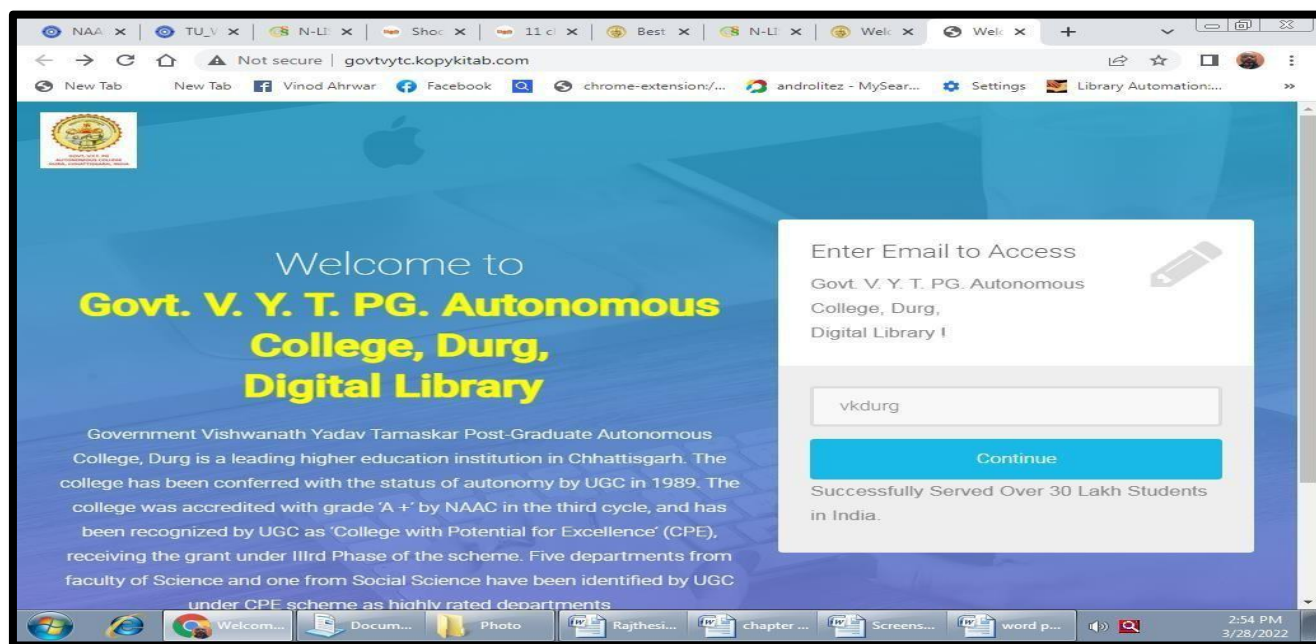 NAA
TU_V
N-LI
Shoc
11 c
Best
N-LI
Welc
Welc
Not secure | govtvytc.kopykitab.com
New Tab New Tab Vinod Ahrwar Facebook chrome-extension:/... androlitez - MySear... Settings Library Automation:... »
GOVT. V.Y.T. PG
AUTONOMOUS COLLEGE
DURG, CHHATTISGARH, INDIA
Welcome to
Govt. V. Y. T. PG. Autonomous
College, Durg,
Digital Library
Government Vishwanath Yadav Tamaskar Post-Graduate Autonomous
College, Durg is a leading higher education institution in Chhattisgarh. The
college has been conferred with the status of autonomy by UGC in 1989. The
college was accredited with grade ‘A +’ by NAAC in the third cycle, and has
been recognized by UGC as ‘College with Potential for Excellence’ (CPE),
receiving the grant under IIIrd Phase of the scheme. Five departments from
faculty of Science and one from Social Science have been identified by UGC
under CPE scheme as highly rated departments
Enter Email to Access
Govt. V. Y. T. PG. Autonomous
College, Durg,
Digital Library !
vkdurg
Continue
Successfully Served Over 30 Lakh Students
in India.
Welcom... Docum... Photo Rajthesi... chapter ... Screens... word p...
2:54 PM
3/28/2022